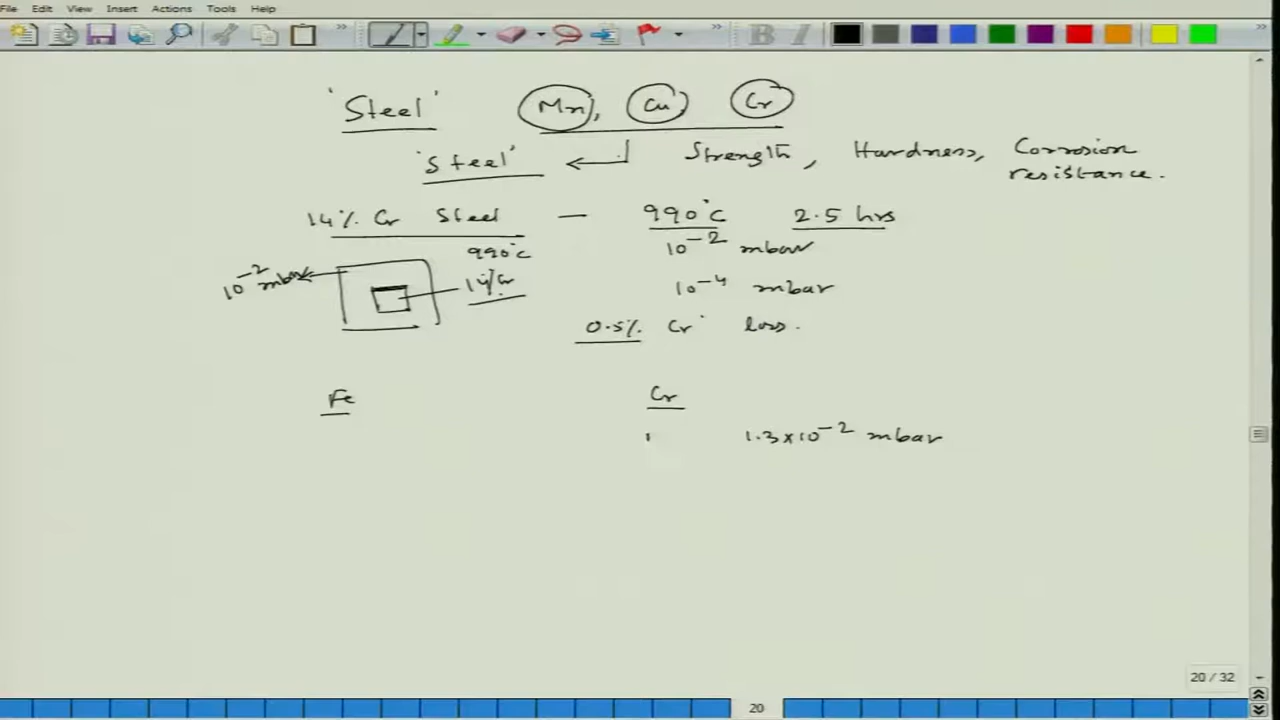 File Edit View Insert Actions Tools Help
'Steel' Mn, Cu, Cr
'Steel' ← Strength, Hardness, Corrosion resistance.
14% Cr Steel — 990°C 2.5 hrs
990°C 10⁻² mbar
10⁻² mbar 14% Cr 10⁻⁴ mbar
0.5% Cr loss.
Fe Cr
1.3×10⁻² mbar
20 / 32
20